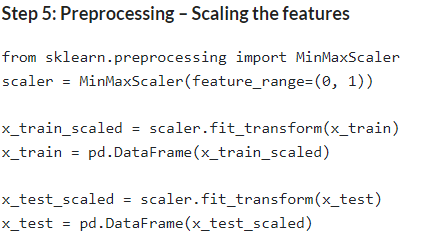 Step 5: Preprocessing – Scaling the features
from sklearn.preprocessing import MinMaxScaler
scaler = MinMaxScaler(feature_range=(0, 1))
x_train_scaled = scaler.fit_transform(x_train)
x_train = pd.DataFrame(x_train_scaled)
x_test_scaled = scaler.fit_transform(x_test)
x_test = pd.DataFrame(x_test_scaled)